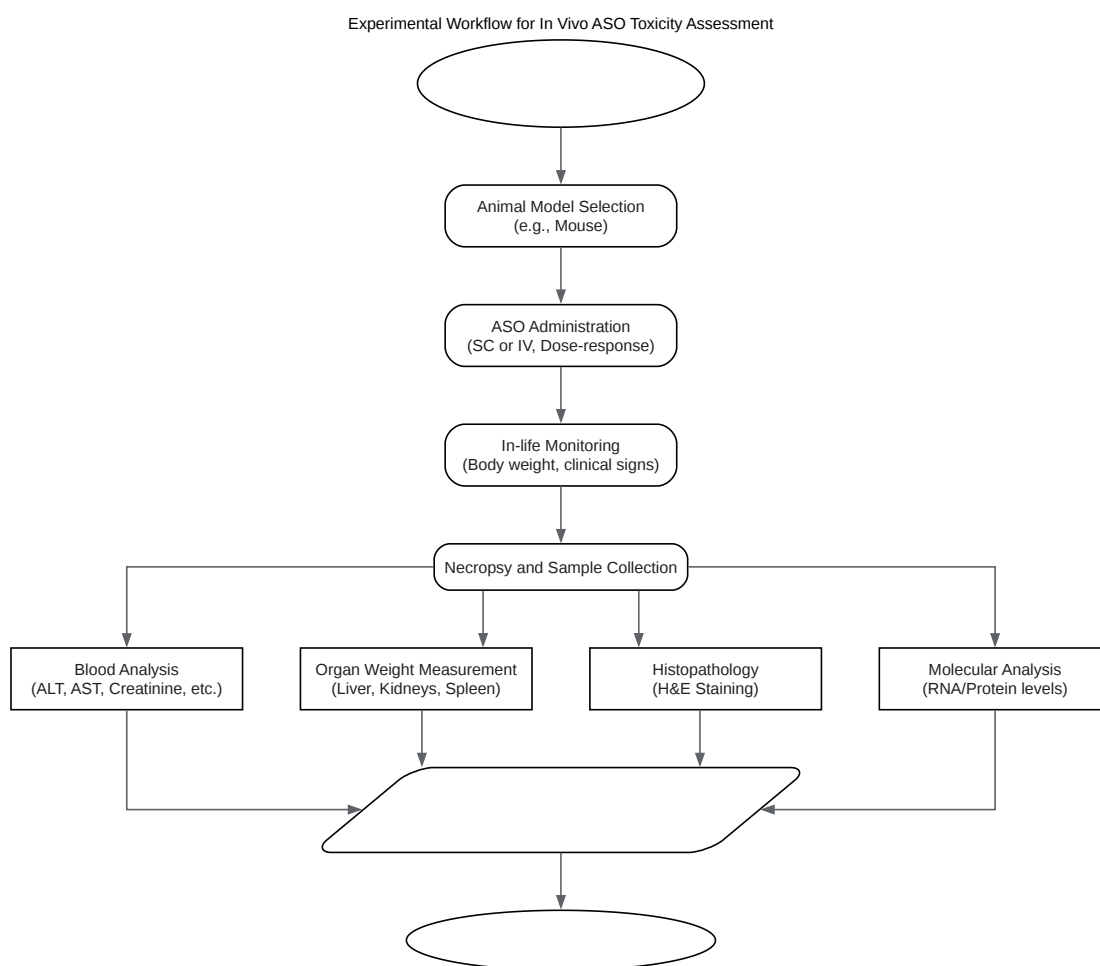 Experimental Workflow for In Vivo ASO Toxicity Assessment
Animal Model Selection
(e.g., Mouse)
ASO Administration
(SC or IV, Dose-response)
In-life Monitoring
(Body weight, clinical signs)
Necropsy and Sample Collection
Blood Analysis
(ALT, AST, Creatinine, etc.)
Organ Weight Measurement
(Liver, Kidneys, Spleen)
Histopathology
(H&E Staining)
Molecular Analysis
(RNA/Protein levels)